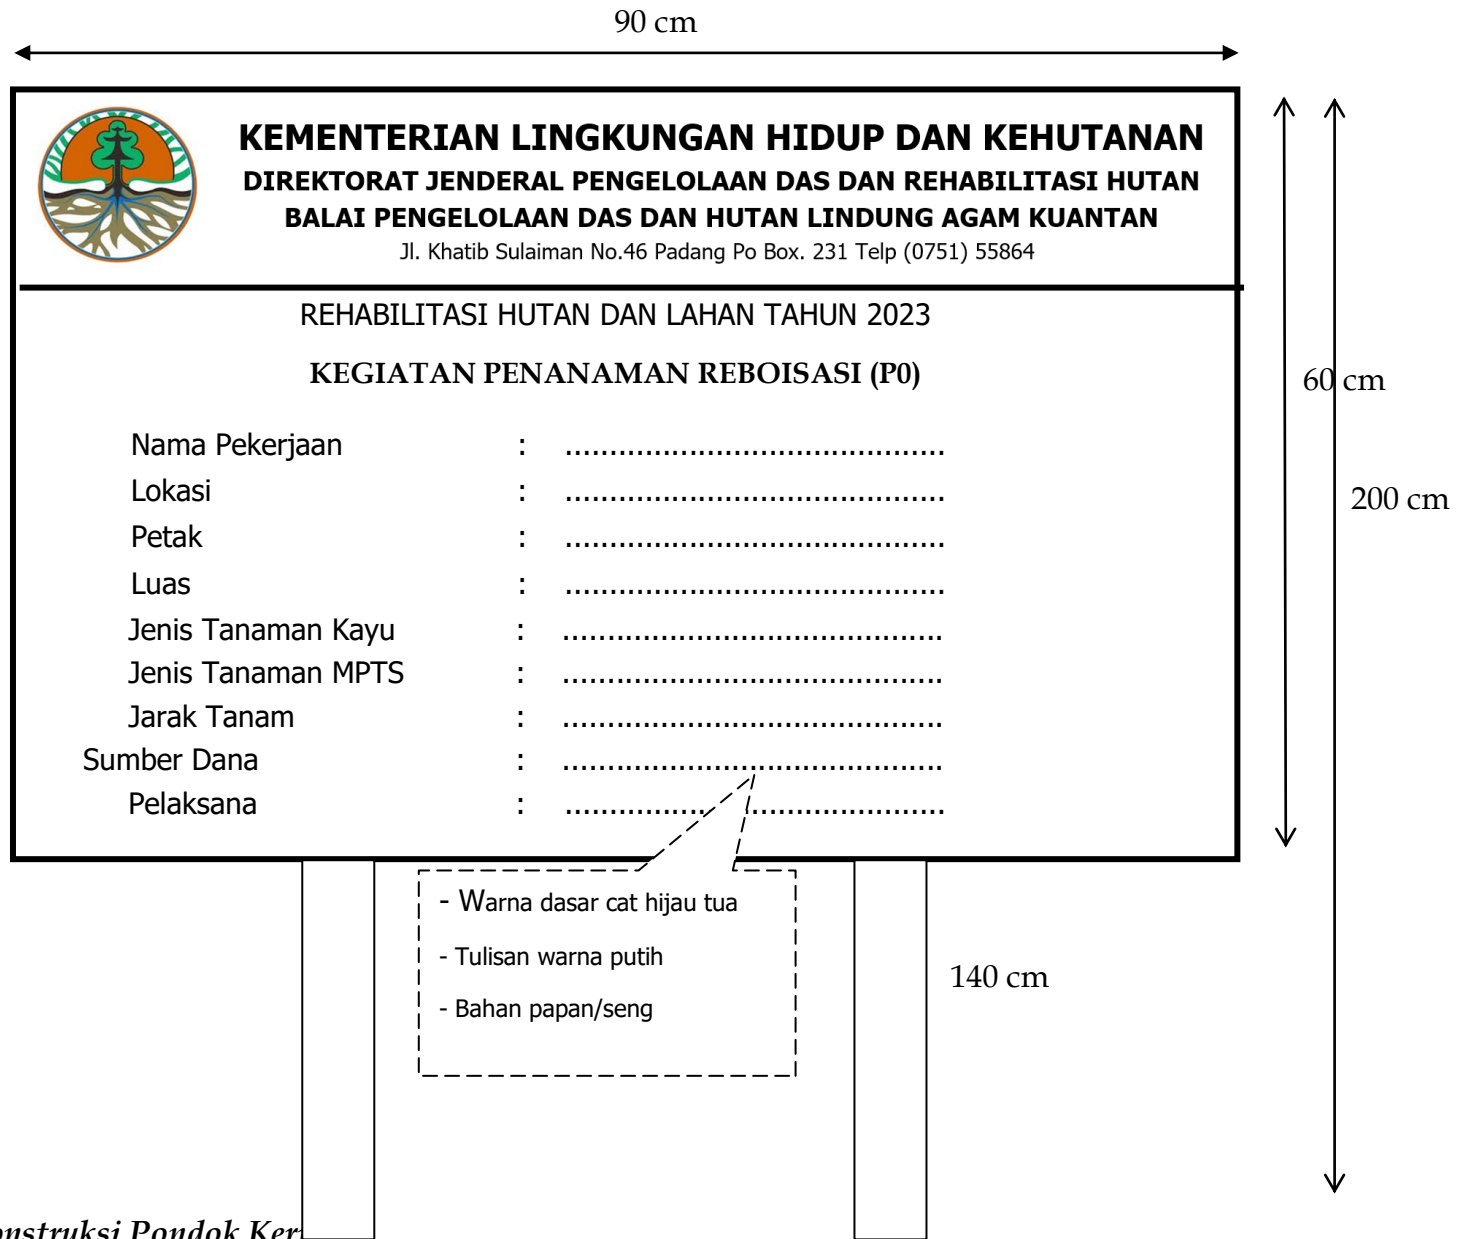 90 cm
KEMENTERIAN LINGKUNGAN HIDUP DAN KEHUTANAN
DIREKTORAT JENDERAL PENGELOLAAN DAS DAN REHABILITASI HUTAN
BALAI PENGELOLAAN DAS DAN HUTAN LINDUNG AGAM KUANTAN
Jl. Khatib Sulaiman No.46 Padang Po Box. 231 Telp (0751) 55864
REHABILITASI HUTAN DAN LAHAN TAHUN 2023
KEGIATAN PENANAMAN REBOISASI (P0)
60 cm
Nama Pekerjaan : ..........................................
Lokasi : ..........................................
200 cm
Petak : ..........................................
Luas : ..........................................
Jenis Tanaman Kayu : ..........................................
Jenis Tanaman MPTS : ..........................................
Jarak Tanam : ..........................................
Sumber Dana : ..........................................
Pelaksana : ..........................................
- Warna dasar cat hijau tua
- Tulisan warna putih
- Bahan papan/seng
140 cm
Pondok